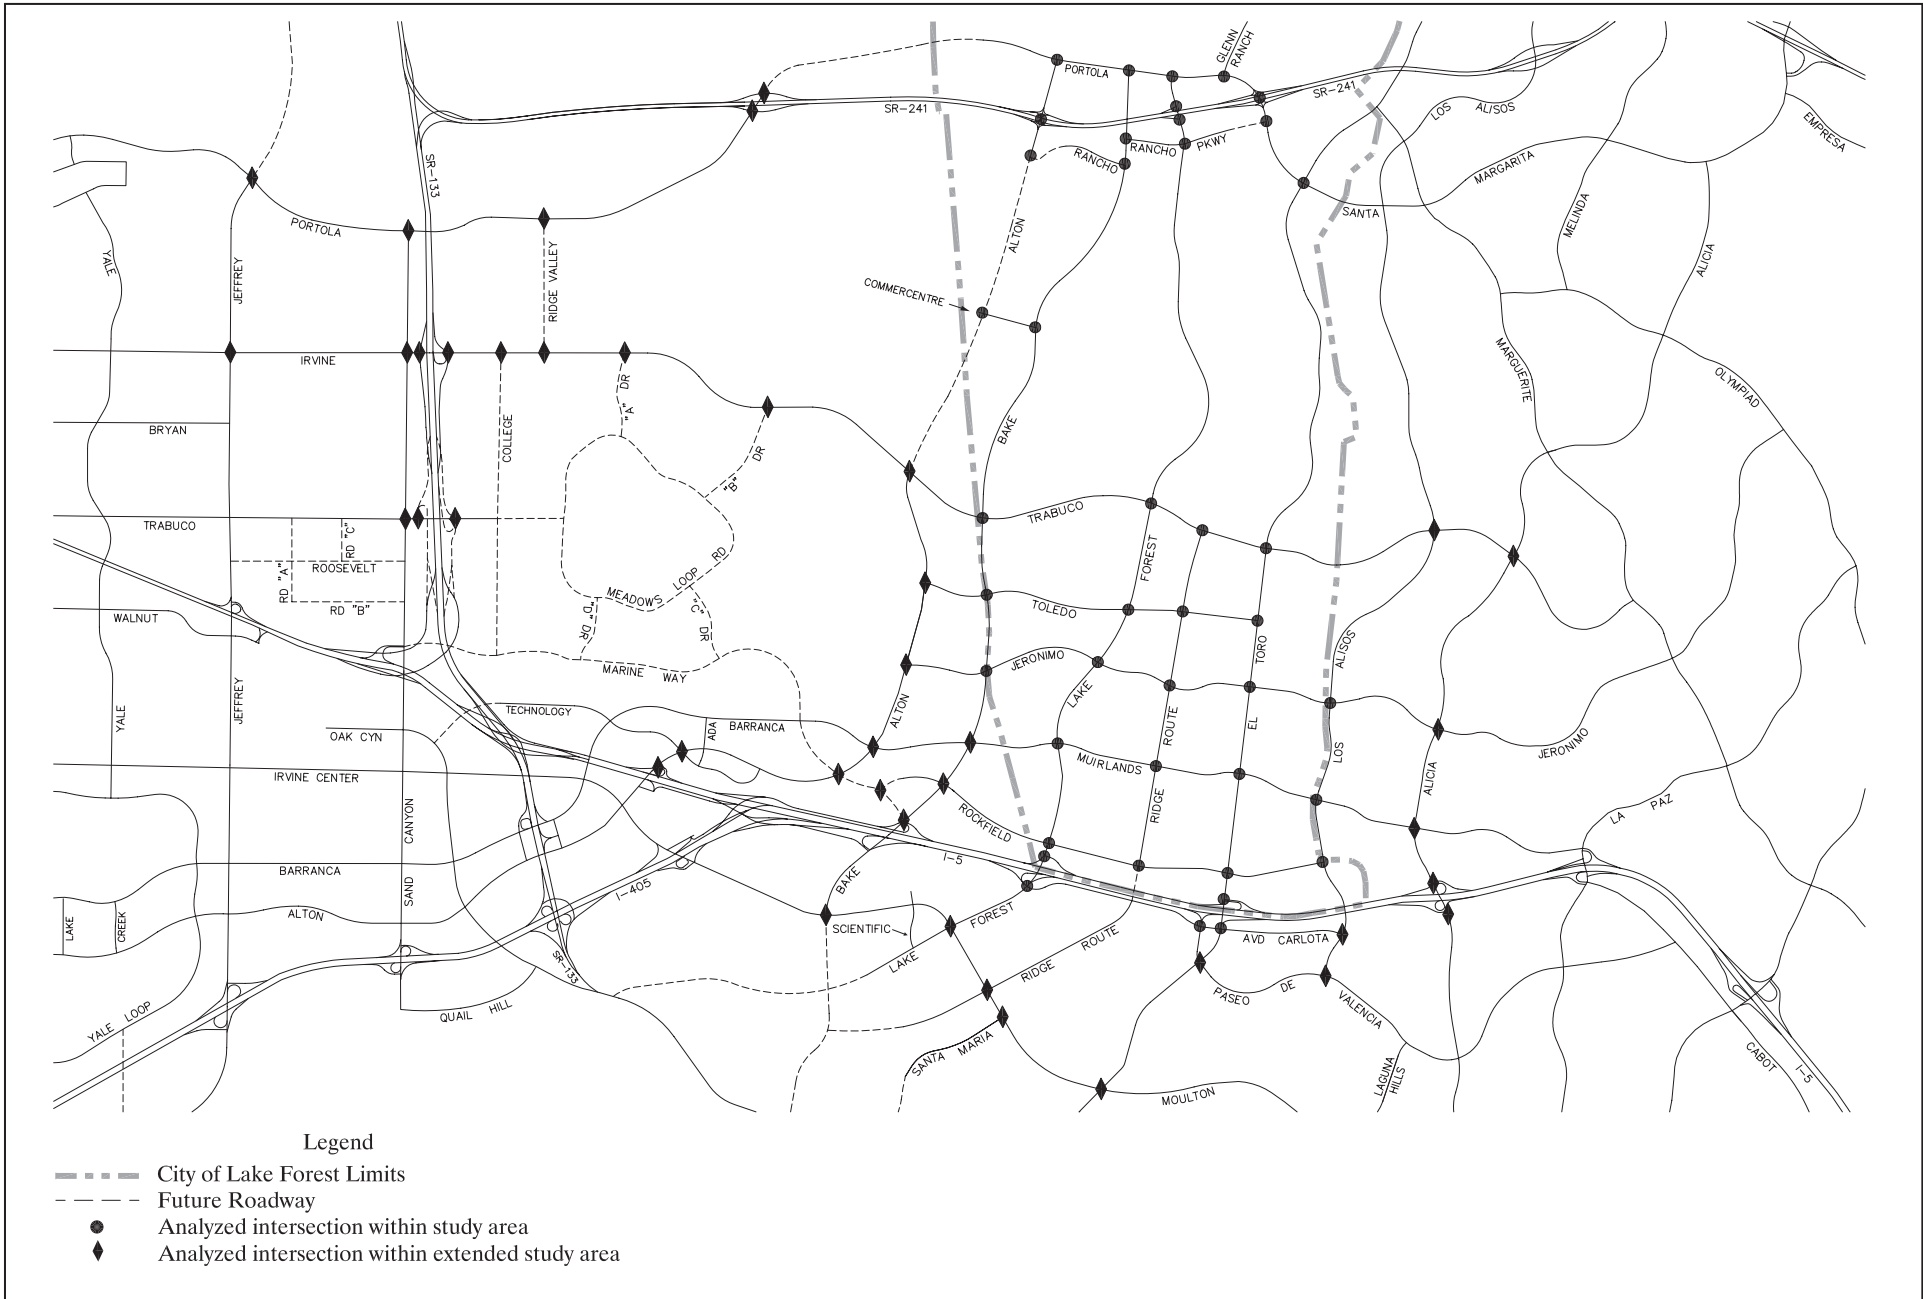 GLENN
RANCH
PORTOLA
SR-241
SR-241
LOS
ALISOS
EMPRESA
RANCHO
PKWY
RANCHO
MARGARITA
SANTA
SR-133
PORTOLA
YALE
JEFFREY
RIDGE VALLEY
ALTON
MELINDA
ALICIA
COMMERCENTRE
IRVINE
MARGUERITE
OLYMPIAD
"A" DR
BRYAN
COLLEGE
BAKE
"B" DR
TRABUCO
TRABUCO
RD "C"
FOREST
ROOSEVELT
RD "A"
RD "B"
MEADOWS LOOP RD
TOLEDO
WALNUT
"D" DR
"C" DR
ALISOS
TORO
JERONIMO
MARINE WAY
LAKE
YALE
JEFFREY
TECHNOLOGY
ADA
BARRANCA
ALTON
ROUTE
EL
OAK CYN
LOS
JERONIMO
MUIRLANDS
IRVINE CENTER
ALICIA
RIDGE
LA PAZ
SAND CANYON
ROCKFIELD
I-5
BARRANCA
I-405
BAKE
ALTON
LAKE
CREEK
SCIENTIFIC
LAKE FOREST
RIDGE ROUTE
AVD CARLOTA
SR-133
PASEO DE VALENCIA
YALE LOOP
QUAIL HILL
SANTA MARIA
LAGUNA
HILLS
CABOT
I-5
MOULTON
Legend
City of Lake Forest Limits
Future Roadway
Analyzed intersection within study area
Analyzed intersection within extended study area